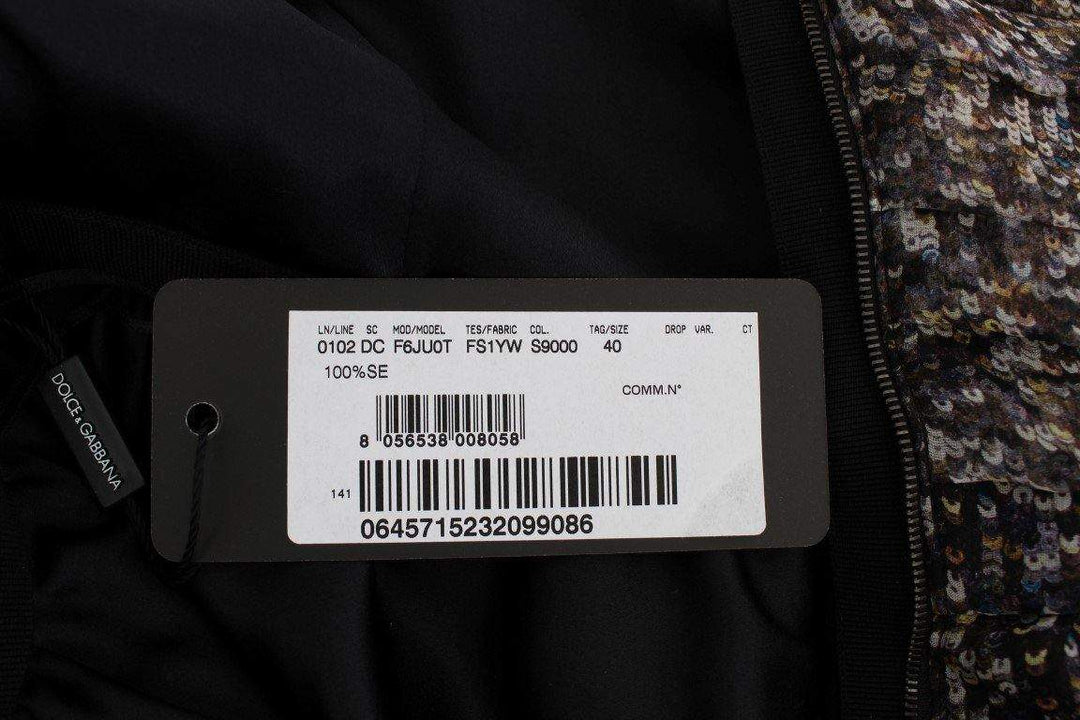 LN/LINE SC MOD/MODEL TES/FABRIC COL. TAG/SIZE DROP VAR. CT
0102 DC F6JU0T FS1YW S9000 40
100%SE
COMM.N°
8 056538 008058
141
0645715232099086
DOLCE & GABBANA